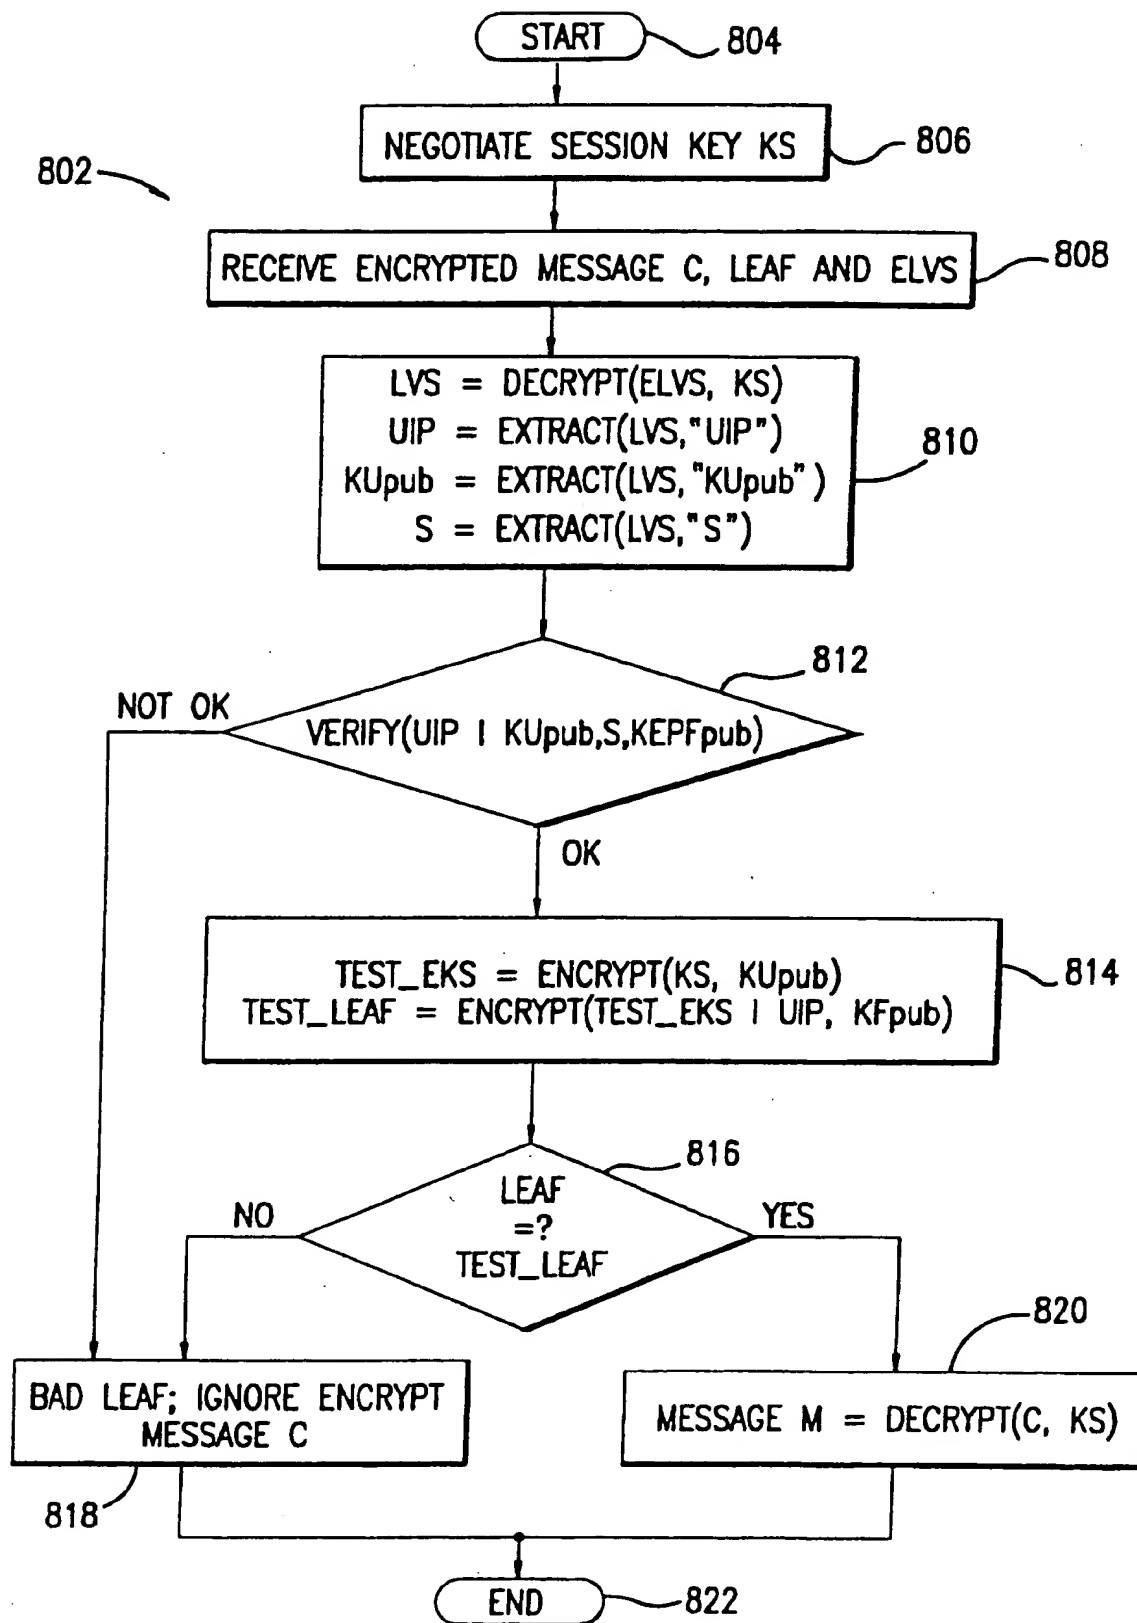 START
804
NEGOTIATE SESSION KEY KS
806
802
RECEIVE ENCRYPTED MESSAGE C, LEAF AND ELVS
808
LVS = DECRYPT(ELVS, KS)
UIP = EXTRACT(LVS,"UIP")
KUpub = EXTRACT(LVS,"KUpub")
S = EXTRACT(LVS,"S")
810
812
NOT OK
VERIFY(UIP | KUpub,S,KEPFpub)
OK
TEST_EKS = ENCRYPT(KS, KUpub)
TEST_LEAF = ENCRYPT(TEST_EKS | UIP, KFpub)
814
816
LEAF
=?
TEST_LEAF
NO
YES
820
BAD LEAF; IGNORE ENCRYPT
MESSAGE C
MESSAGE M = DECRYPT(C, KS)
818
END
822